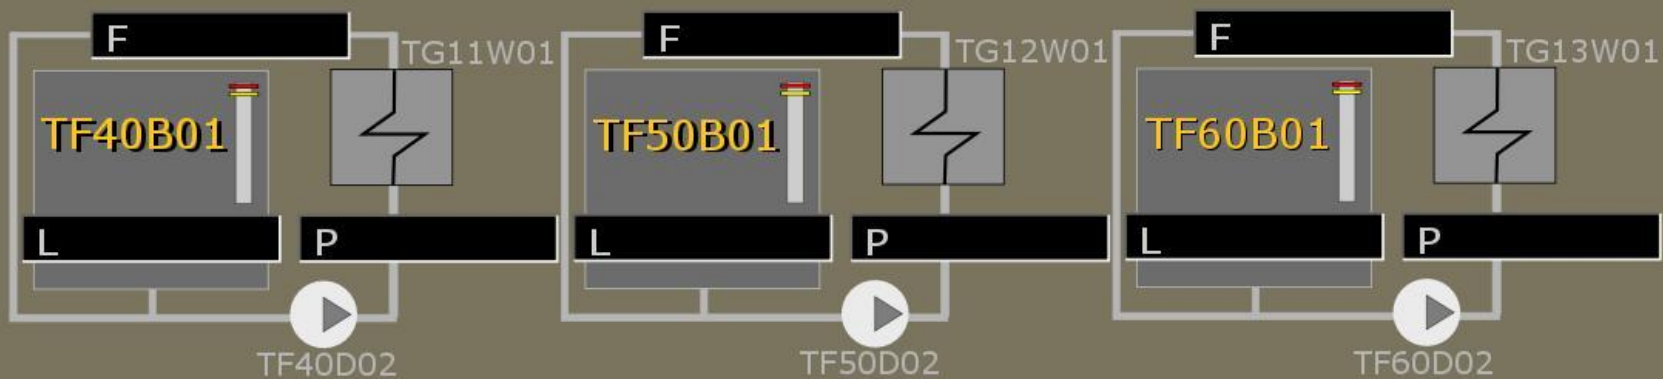 F
TG11W01
F
TG12W01
F
TG13W01
TF40B01
TF50B01
TF60B01
L
P
L
P
L
P
TF40D02
TF50D02
TF60D02